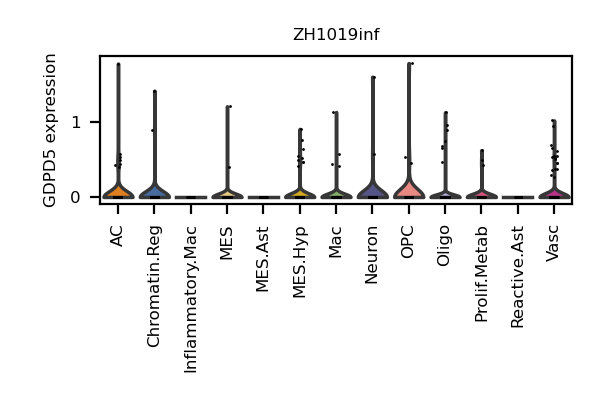 ZH1019inf
GDPD5 expression
1
0
AC
Chromatin.Reg
Inflammatory.Mac
MES
MES.Ast
MES.Hyp
Mac
Neuron
OPC
Oligo
Prolif.Metab
Reactive.Ast
Vasc